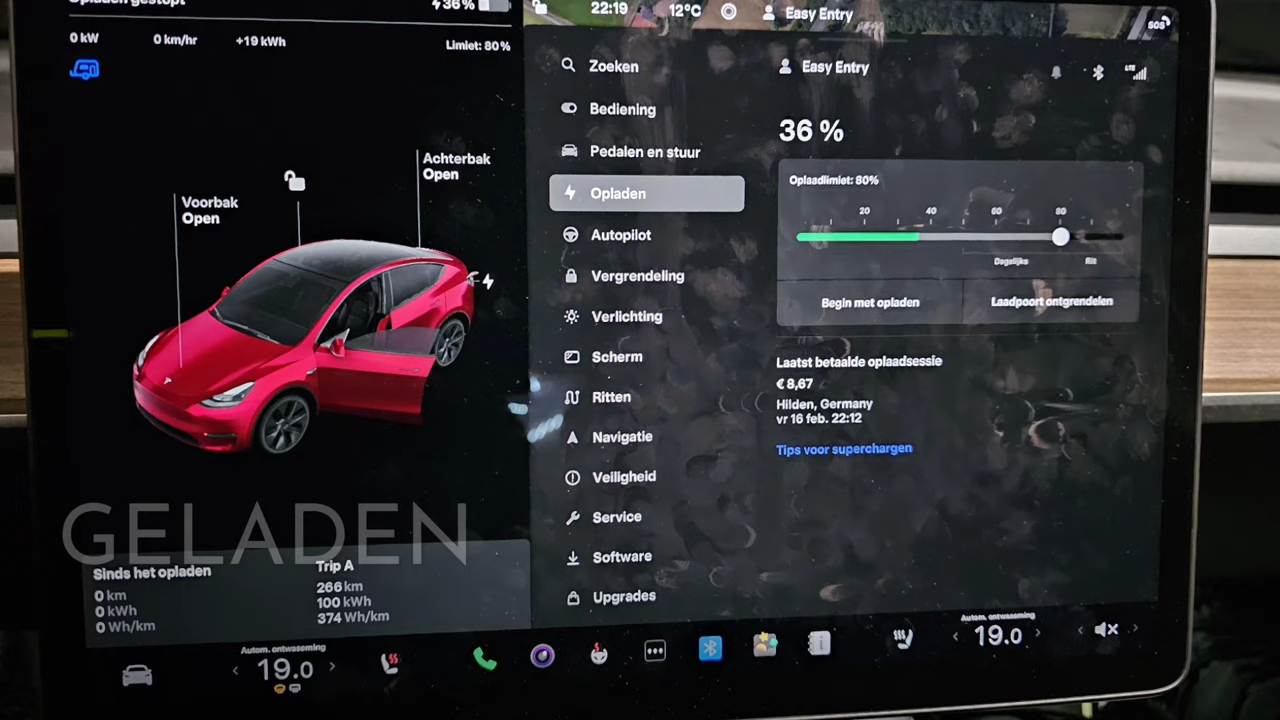 Opladen gestopt
36%
0 kW
0 km/hr
+19 kWh
Limiet: 80%
Voorbak
Open
Achterbak
Open
GELADEN
Sinds het opladen
0 km
0 kWh
0 Wh/km
Trip A
266 km
100 kWh
374 Wh/km
22:19
12°C
Easy Entry
SOS
Zoeken
Bediening
Pedalen en stuur
Opladen
Autopilot
Vergrendeling
Verlichting
Scherm
Ritten
Navigatie
Veiligheid
Service
Software
Upgrades
Easy Entry
LTE
36 %
Oplaadlimiet: 80%
20 40 60 80
Dagelijks
Rit
Begin met opladen
Laadpoort ontgrendelen
Laatst betaalde oplaadsessie
€ 8,67
Hilden, Germany
vr 16 feb. 22:12
Tips voor superchargen
Autom. ontwaseming
19.0
Autom. ontwaseming
19.0